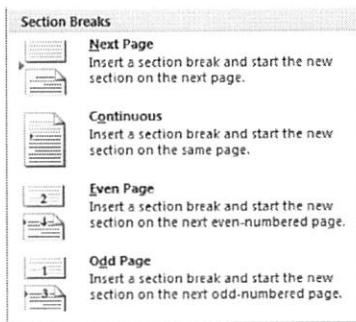 Section Breaks
Next Page
Insert a section break and start the new
section on the next page.
Continuous
Insert a section break and start the new
section on the same page.
Even Page
Insert a section break and start the new
section on the next even-numbered page.
2
4
Odd Page
Insert a section break and start the new
section on the next odd-numbered page.
1
3